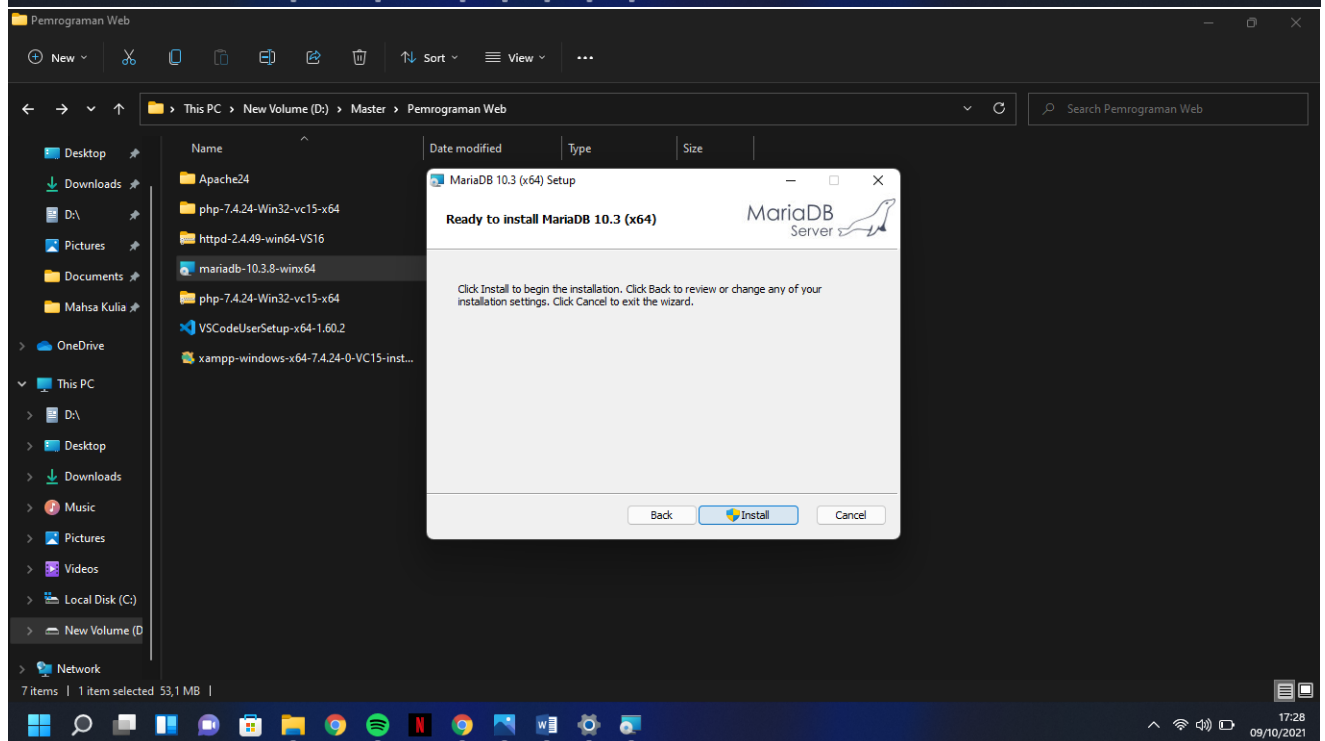 Pemrograman Web
New
Sort
View
This PC > New Volume (D:) > Master > Pemrograman Web
Search Pemrograman Web
Desktop
Downloads
D:\
Pictures
Documents
Mahsa Kulia
OneDrive
This PC
D:\
Desktop
Downloads
Music
Pictures
Videos
Local Disk (C:)
New Volume (D
Network
Name
Date modified
Type
Size
Apache24
php-7.4.24-Win32-vc15-x64
httpd-2.4.49-win64-VS16
mariadb-10.3.8-winx64
php-7.4.24-Win32-vc15-x64
VSCodeUserSetup-x64-1.60.2
xampp-windows-x64-7.4.24-0-VC15-inst...
MariaDB 10.3 (x64) Setup
Ready to install MariaDB 10.3 (x64)
MariaDB
Server
Click Install to begin the installation. Click Back to review or change any of your
installation settings. Click Cancel to exit the wizard.
Back
Install
Cancel
7 items | 1 item selected 53,1 MB |
17:28
09/10/2021